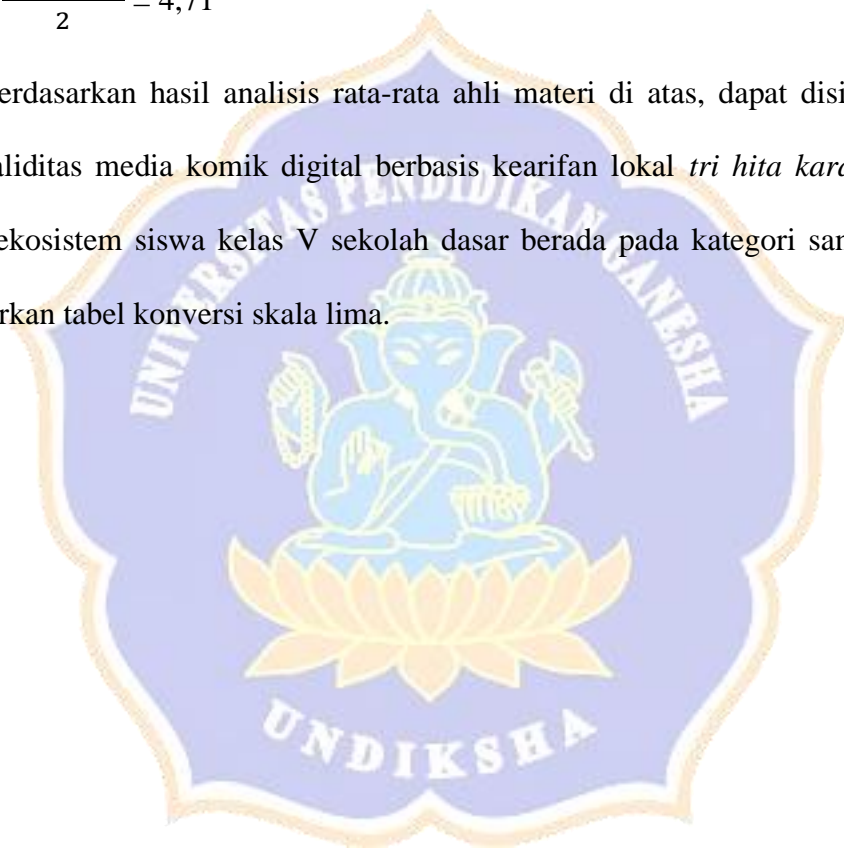 2
= 4,71
erdasarkan hasil analisis rata-rata ahli materi di atas, dapat disi
aliditas media komik digital berbasis kearifan lokal tri hita kara
ekosistem siswa kelas V sekolah dasar berada pada kategori san
rkan tabel konversi skala lima.
UNIVERSITAS PENDIDIKAN GANESHA
UNDIKSHA